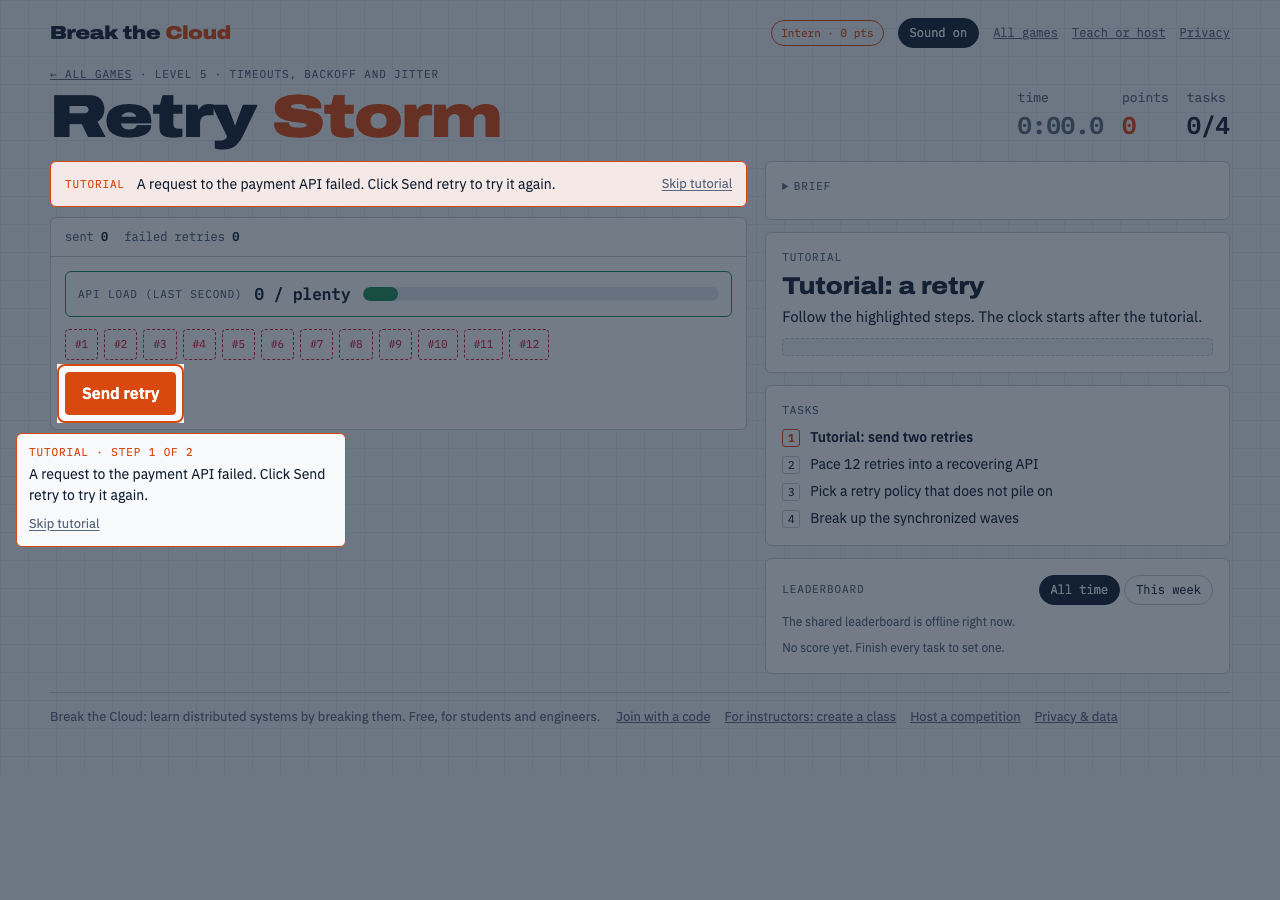 Break the Cloud
Intern · 0 pts
Sound on
All games
Teach or host
Privacy
← ALL GAMES · LEVEL 5 · TIMEOUTS, BACKOFF AND JITTER
Retry Storm
time
0:00.0
points
0
tasks
0/4
TUTORIAL A request to the payment API failed. Click Send retry to try it again. Skip tutorial
sent 0 failed retries 0
API LOAD (LAST SECOND) 0 / plenty
#1 #2 #3 #4 #5 #6 #7 #8 #9 #10 #11 #12
Send retry
TUTORIAL · STEP 1 OF 2
A request to the payment API failed. Click Send
retry to try it again.
Skip tutorial
BRIEF
TUTORIAL
Tutorial: a retry
Follow the highlighted steps. The clock starts after the tutorial.
TASKS
1 Tutorial: send two retries
2 Pace 12 retries into a recovering API
3 Pick a retry policy that does not pile on
4 Break up the synchronized waves
LEADERBOARD
All time
This week
The shared leaderboard is offline right now.
No score yet. Finish every task to set one.
Break the Cloud: learn distributed systems by breaking them. Free, for students and engineers. Join with a code For instructors: create a class Host a competition Privacy & data